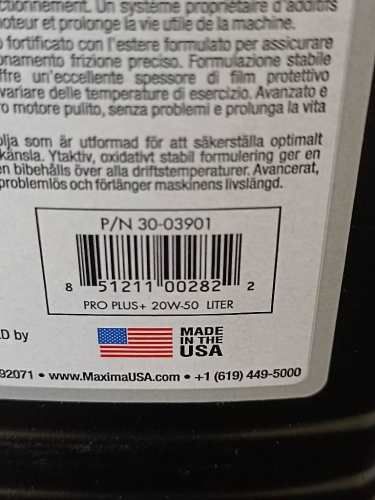 ctionnement. Un système propriétaire d'additifs
moteur et prolonge la vie utile de la machine.
o fortificato con l'estere formulato per assicurare
onamento frizione preciso. Formulazione stabile
ffre un'eccellente spessore di film protettivo
variare delle temperature di esercizio. Avanzato e
ro motore pulito, senza problemi e prolunga la vita
olja som är utformad för att säkerställa optimalt
känsla. Ytaktiv, oxidativt stabil formulering ger en
en bibehålls över alla driftstemperaturer. Avancerat,
problemlös och förlänger maskinens livslängd.
P/N 30-03901
8 51211 00282 2
PRO PLUS+ 20W-50 LITER
D by
MADE
IN THE
USA
92071 • www.MaximaUSA.com • +1 (619) 449-5000